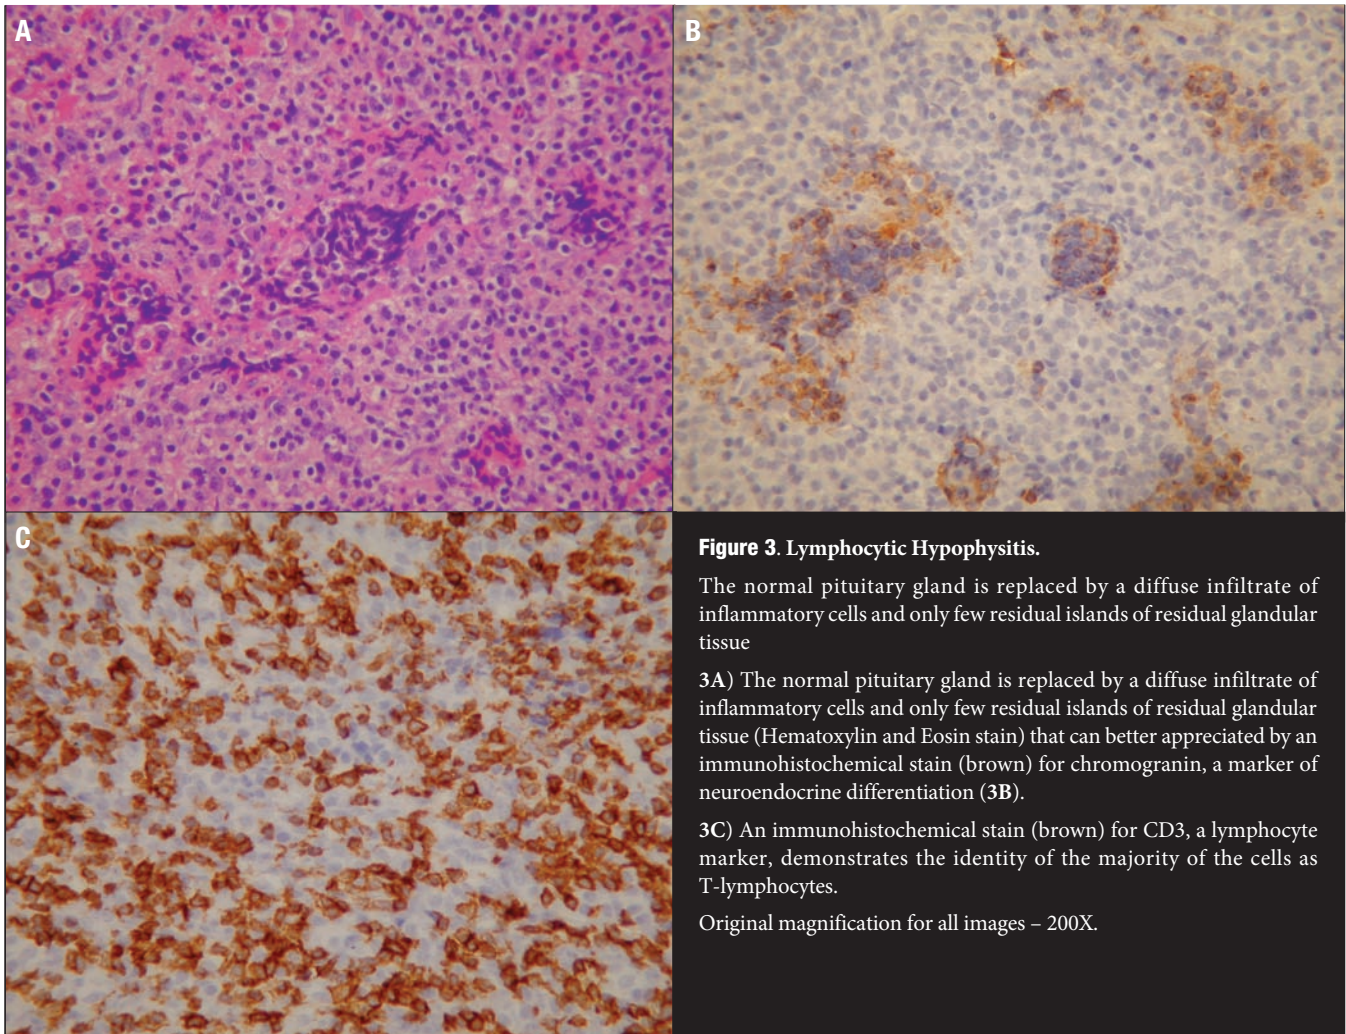 A
B
C
Figure 3. Lymphocytic Hypophysitis.
The normal pituitary gland is replaced by a diffuse infiltrate of
inflammatory cells and only few residual islands of residual glandular
tissue
3A) The normal pituitary gland is replaced by a diffuse infiltrate of
inflammatory cells and only few residual islands of residual glandular
tissue (Hematoxylin and Eosin stain) that can better appreciated by an
immunohistochemical stain (brown) for chromogranin, a marker of
neuroendocrine differentiation (3B).
3C) An immunohistochemical stain (brown) for CD3, a lymphocyte
marker, demonstrates the identity of the majority of the cells as
T-lymphocytes.
Original magnification for all images – 200X.